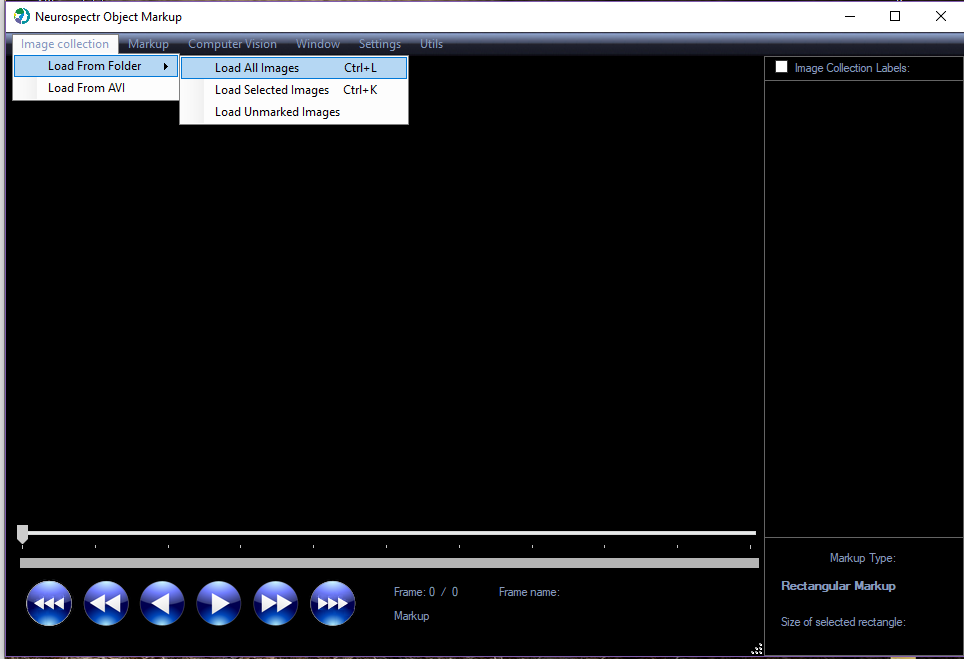 Neurospectr Object Markup
Image collection Markup Computer Vision Window Settings Utils
Load From Folder
Load From AVI
Load All Images Ctrl+L
Load Selected Images Ctrl+K
Load Unmarked Images
Image Collection Labels:
Frame: 0 / 0 Frame name:
Markup
Markup Type:
Rectangular Markup
Size of selected rectangle: